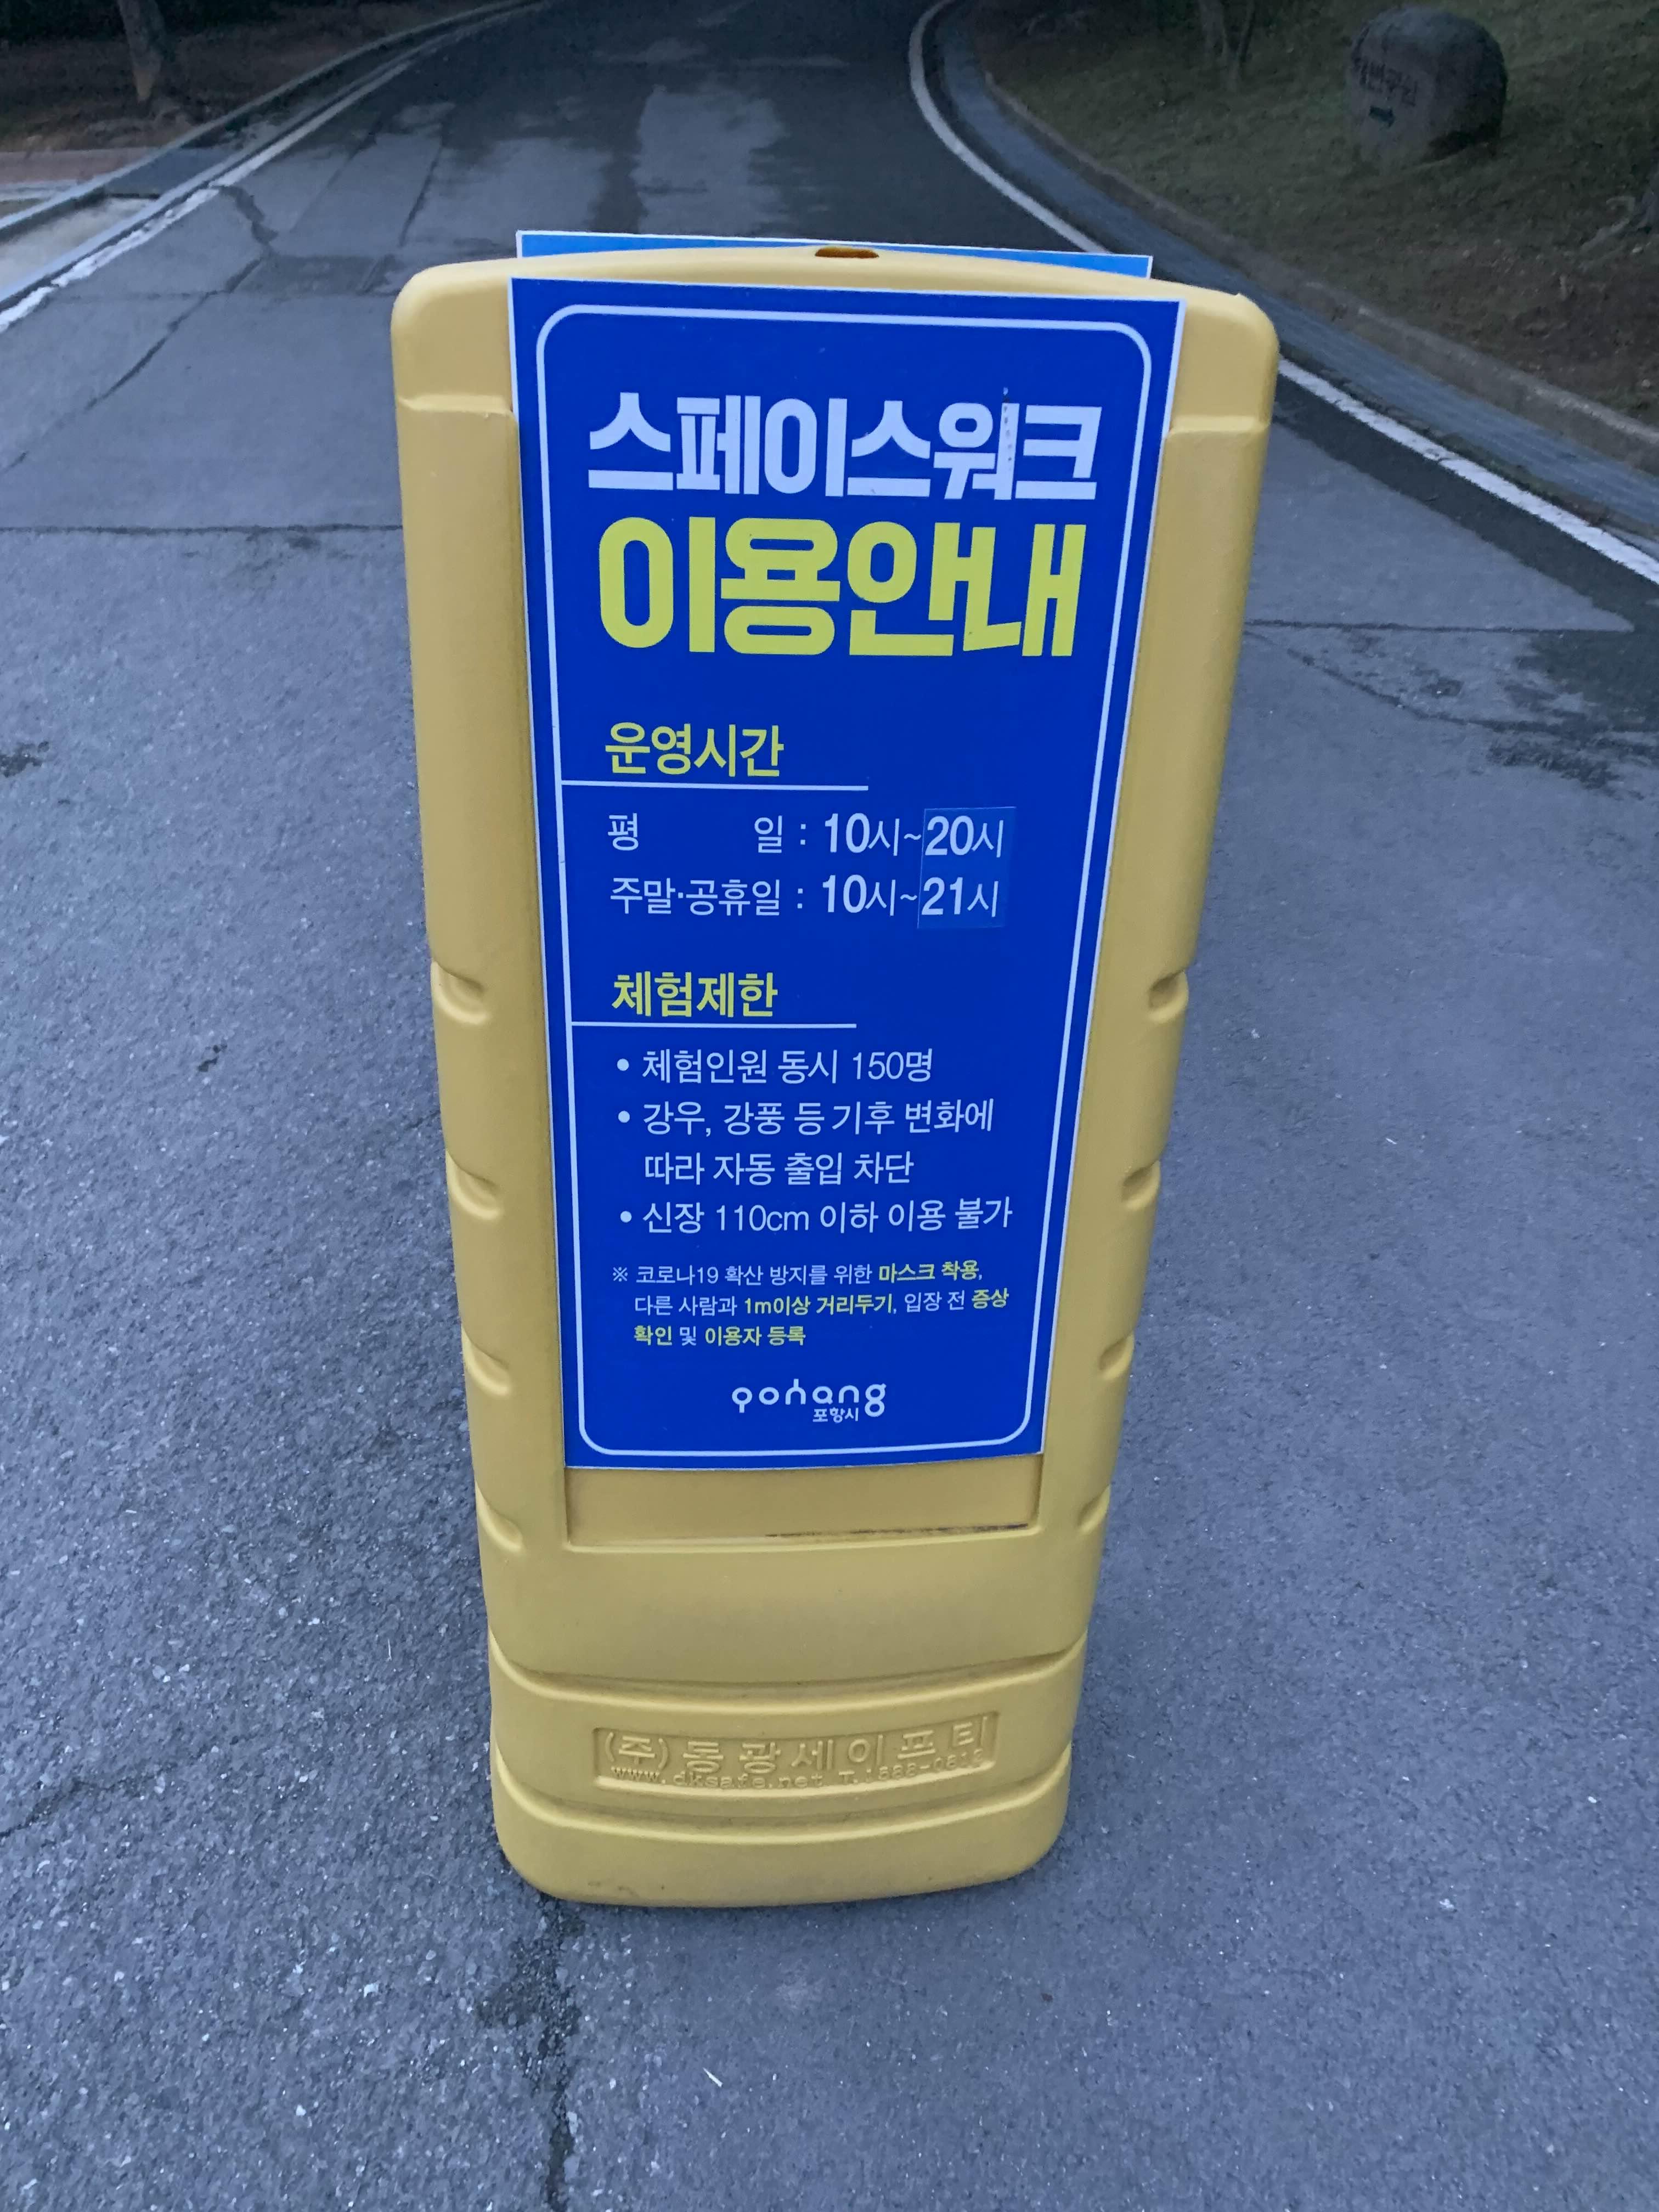 스페이스워크
이용안내
운영시간
평 일 : 10시~20시
주말·공휴일 : 10시~21시
체험제한
• 체험인원 동시 150명
• 강우, 강풍 등 기후 변화에
따라 자동 출입 차단
• 신장 110cm 이하 이용 불가
※ 코로나19 확산 방지를 위한 마스크 착용,
다른 사람과 1m이상 거리두기, 입장 전 증상
확인 및 이용자 등록
pohang
포항시
(주)동광세이프티
www.dksafe.net T.